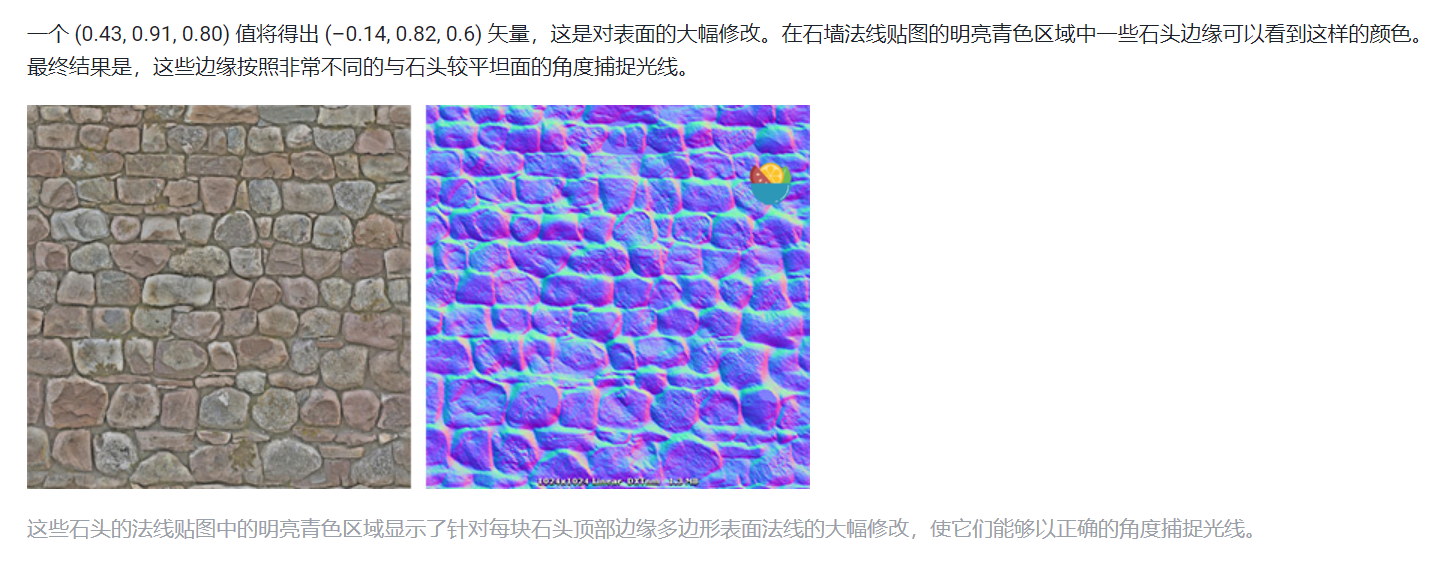 一个 (0.43, 0.91, 0.80) 值将得出 (−0.14, 0.82, 0.6) 矢量，这是对表面的大幅修改。在石墙法线贴图的明亮青色区域中一些石头边缘可以看到这样的颜色。
最终结果是，这些边缘按照非常不同的与石头较平坦面的角度捕捉光线。
1024x1024 Linear
这些石头的法线贴图中的明亮青色区域显示了针对每块石头顶部边缘多边形表面法线的大幅修改，使它们能够以正确的角度捕捉光线。